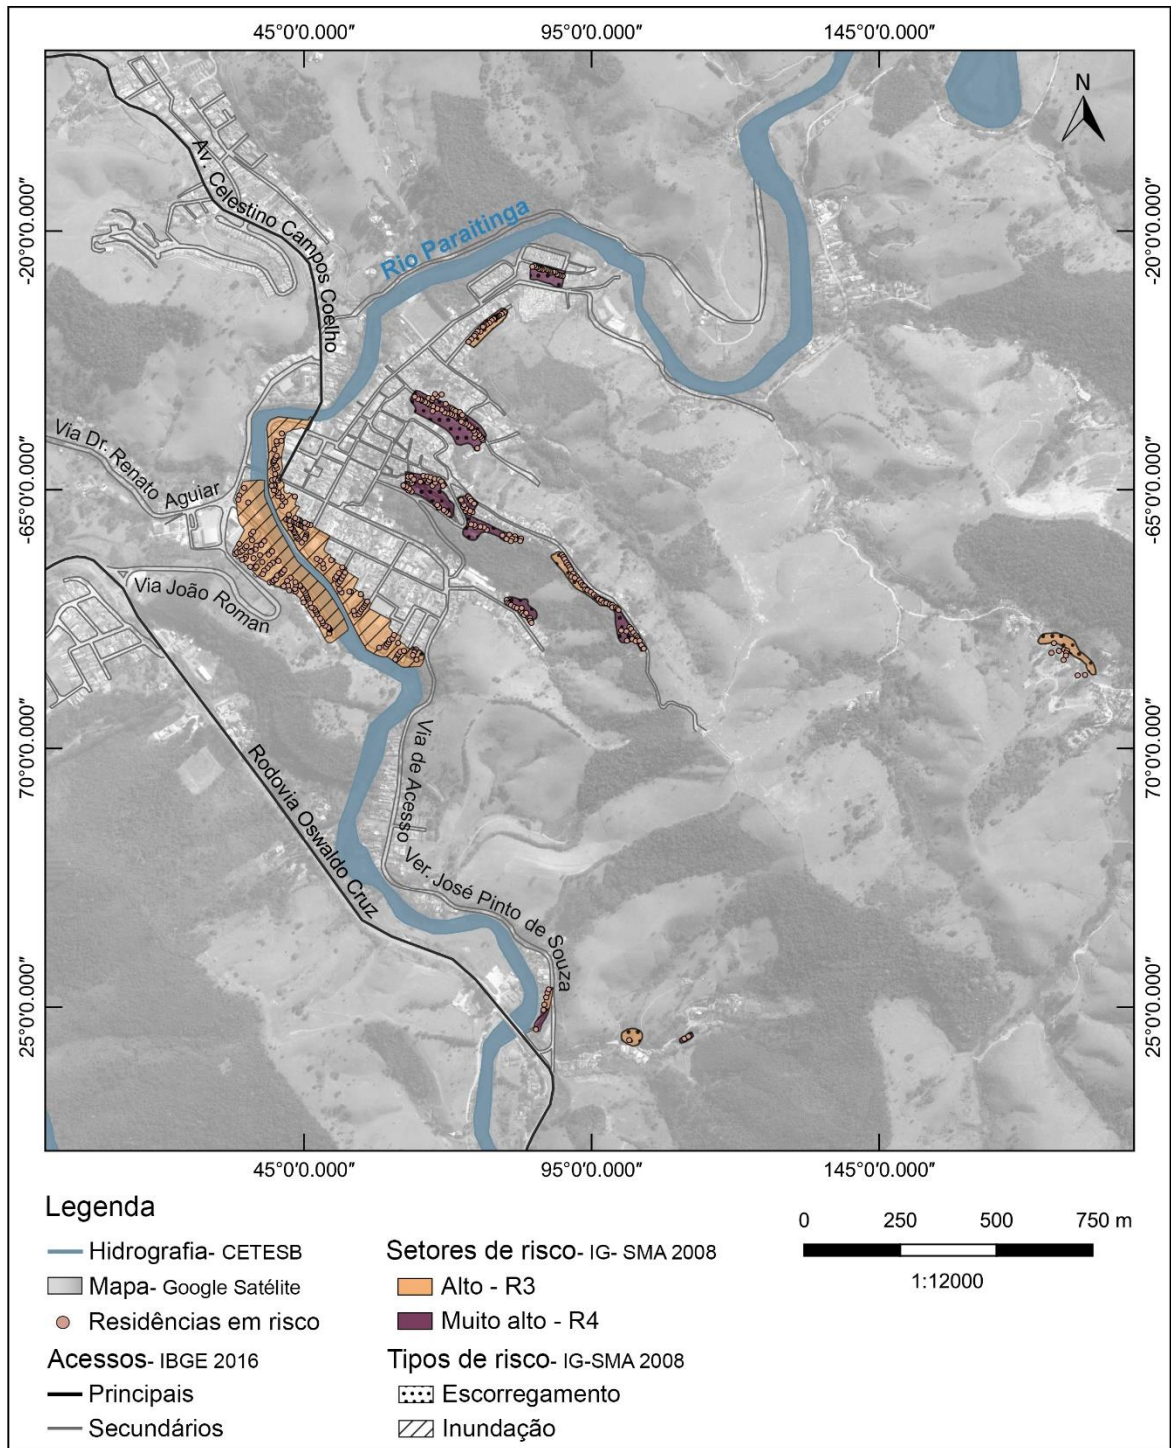 45°0′0.000″ 95°0′0.000″ 145°0′0.000″
N
Av. Celestino Campos Coelho
-20°0′0.000″
-20°0′0.000″
Rio Paraitinga
Via Dr. Renato Aguiar
-65°0′0.000″
-65°0′0.000″
Via João Roman
Rodovia Oswaldo Cruz
Via de Acesso Ver. José Pinto de Souza
70°0′0.000″
70°0′0.000″
25°0′0.000″
25°0′0.000″
45°0′0.000″ 95°0′0.000″ 145°0′0.000″
Legenda
Hidrografia- CETESB
Mapa- Google Satélite
Residências em risco
Acessos- IBGE 2016
Principais
Secundários
Setores de risco- IG- SMA 2008
Alto - R3
Muito alto - R4
Tipos de risco- IG-SMA 2008
Escorregamento
Inundação
0 250 500 750 m
1:12000